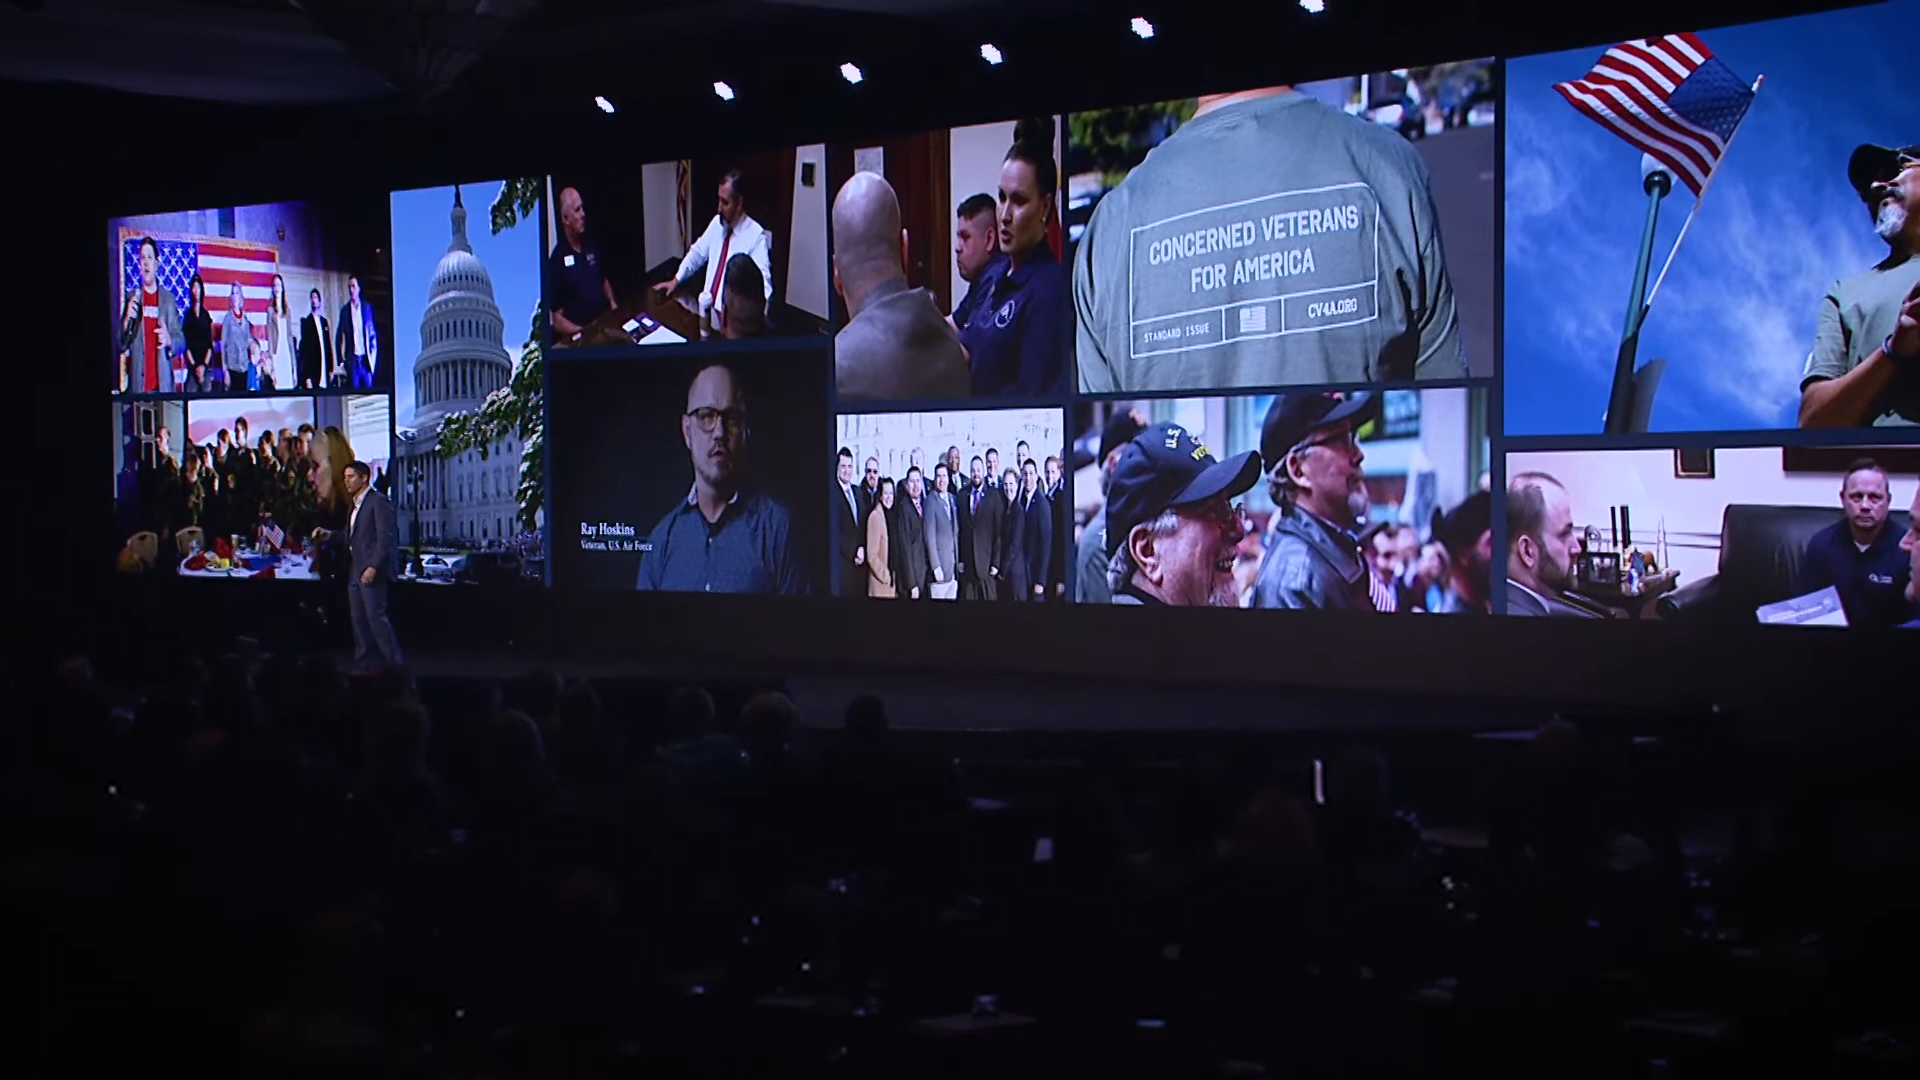 CONCERNED VETERANS
FOR AMERICA
STANDARD ISSUE
CV4A.ORG
Ray Hoskins
Veteran, U.S. Air Force
U.S.